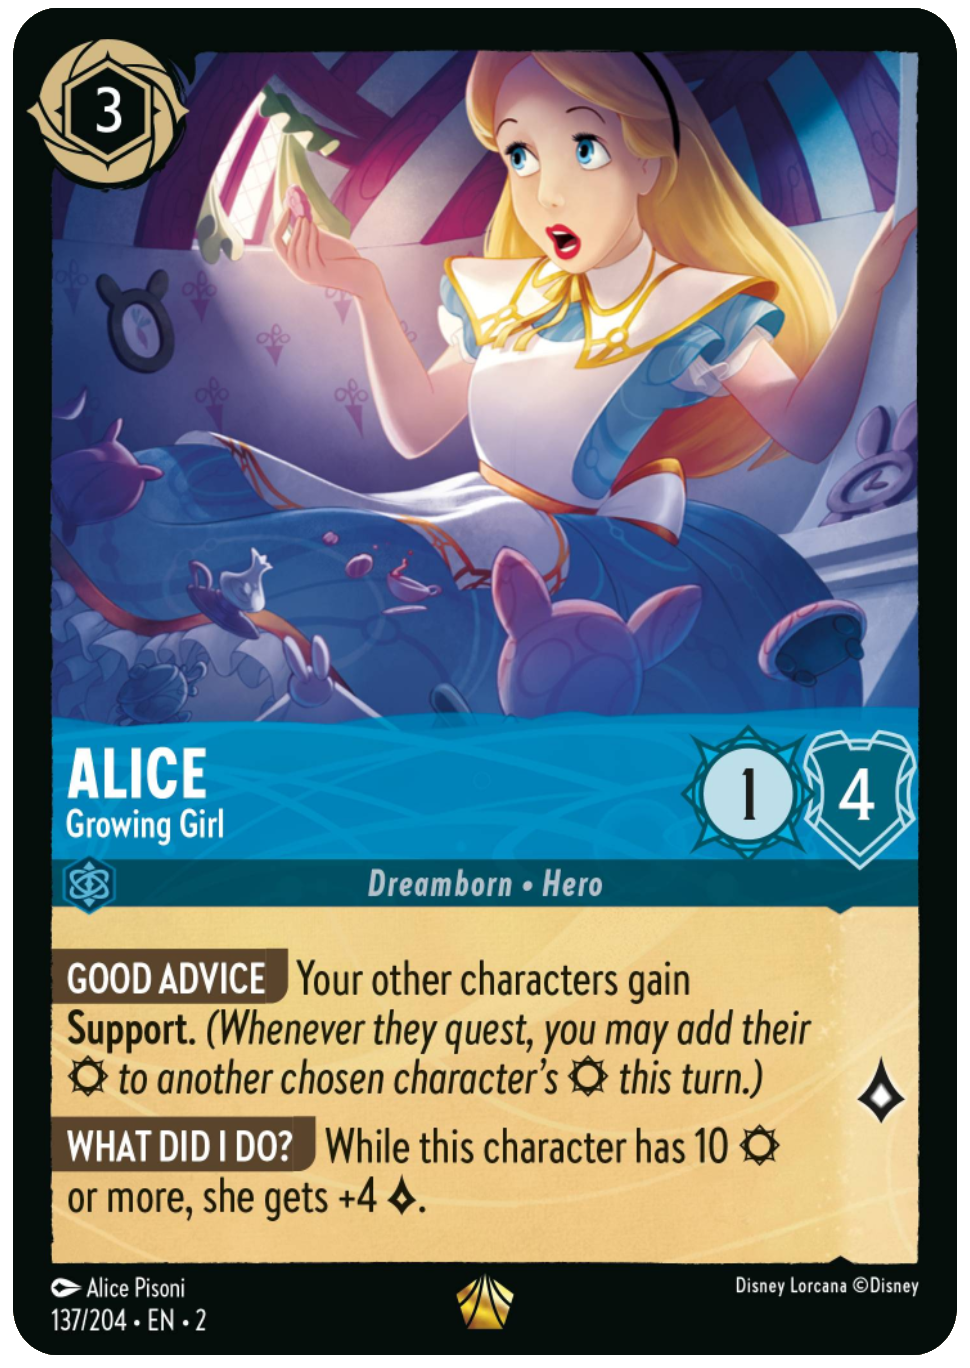 3
ALICE
Growing Girl
1
4
Dreamborn • Hero
GOOD ADVICE Your other characters gain
Support. (Whenever they quest, you may add their
to another chosen character's this turn.)
WHAT DID I DO? While this character has 10
or more, she gets +4 .
Alice Pisoni
137/204 • EN • 2
Disney Lorcana ©Disney